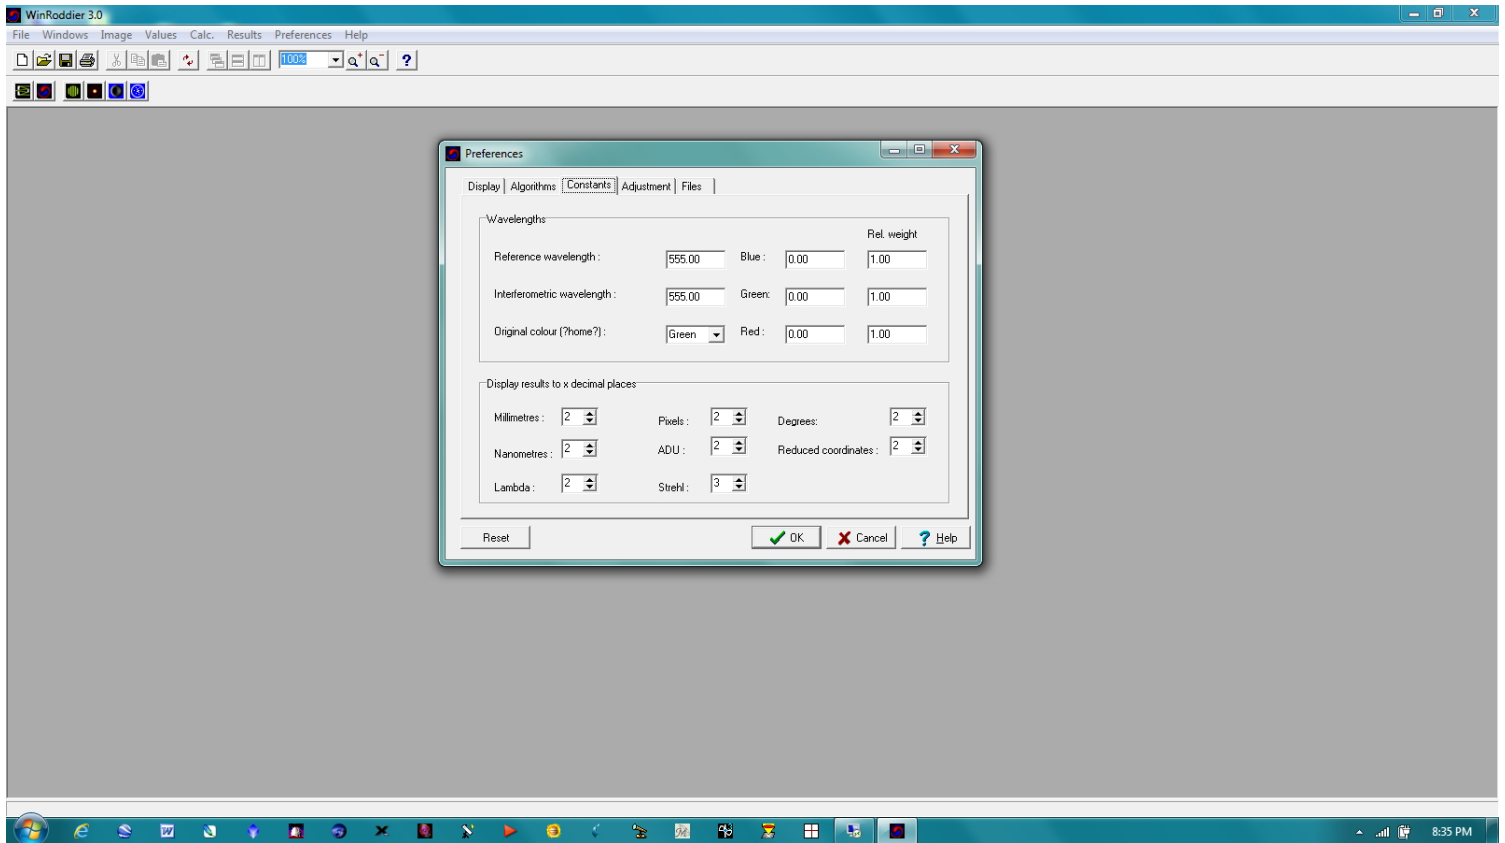 WinRoddier 3.0
File Windows Image Values Calc. Results Preferences Help
100%
Preferences
Display Algorithms Constants Adjustment Files
Wavelengths
Rel. weight
Reference wavelength : 555.00 Blue : 0.00 1.00
Interferometric wavelength : 555.00 Green: 0.00 1.00
Original colour (?home?) : Green Red : 0.00 1.00
Display results to x decimal places
Millimetres : 2 Pixels : 2 Degrees: 2
Nanometres : 2 ADU : 2 Reduced coordinates : 2
Lambda : 2 Strehl : 3
Reset OK Cancel Help
8:35 PM